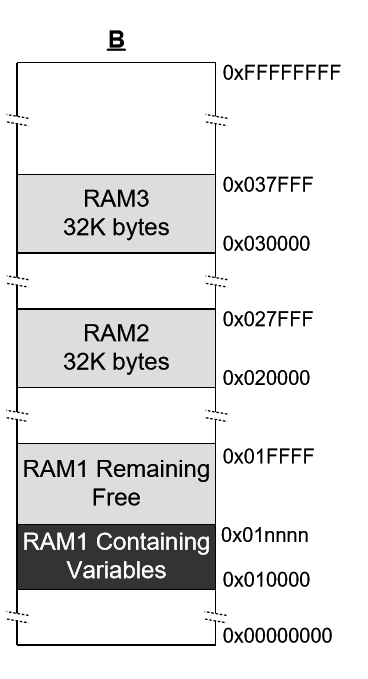 B
0xFFFFFFFF
0x037FFF
RAM3
32K bytes
0x030000
0x027FFF
RAM2
32K bytes
0x020000
0x01FFFF
RAM1 Remaining
Free
0x01nnnn
RAM1 Containing
Variables
0x010000
0x00000000